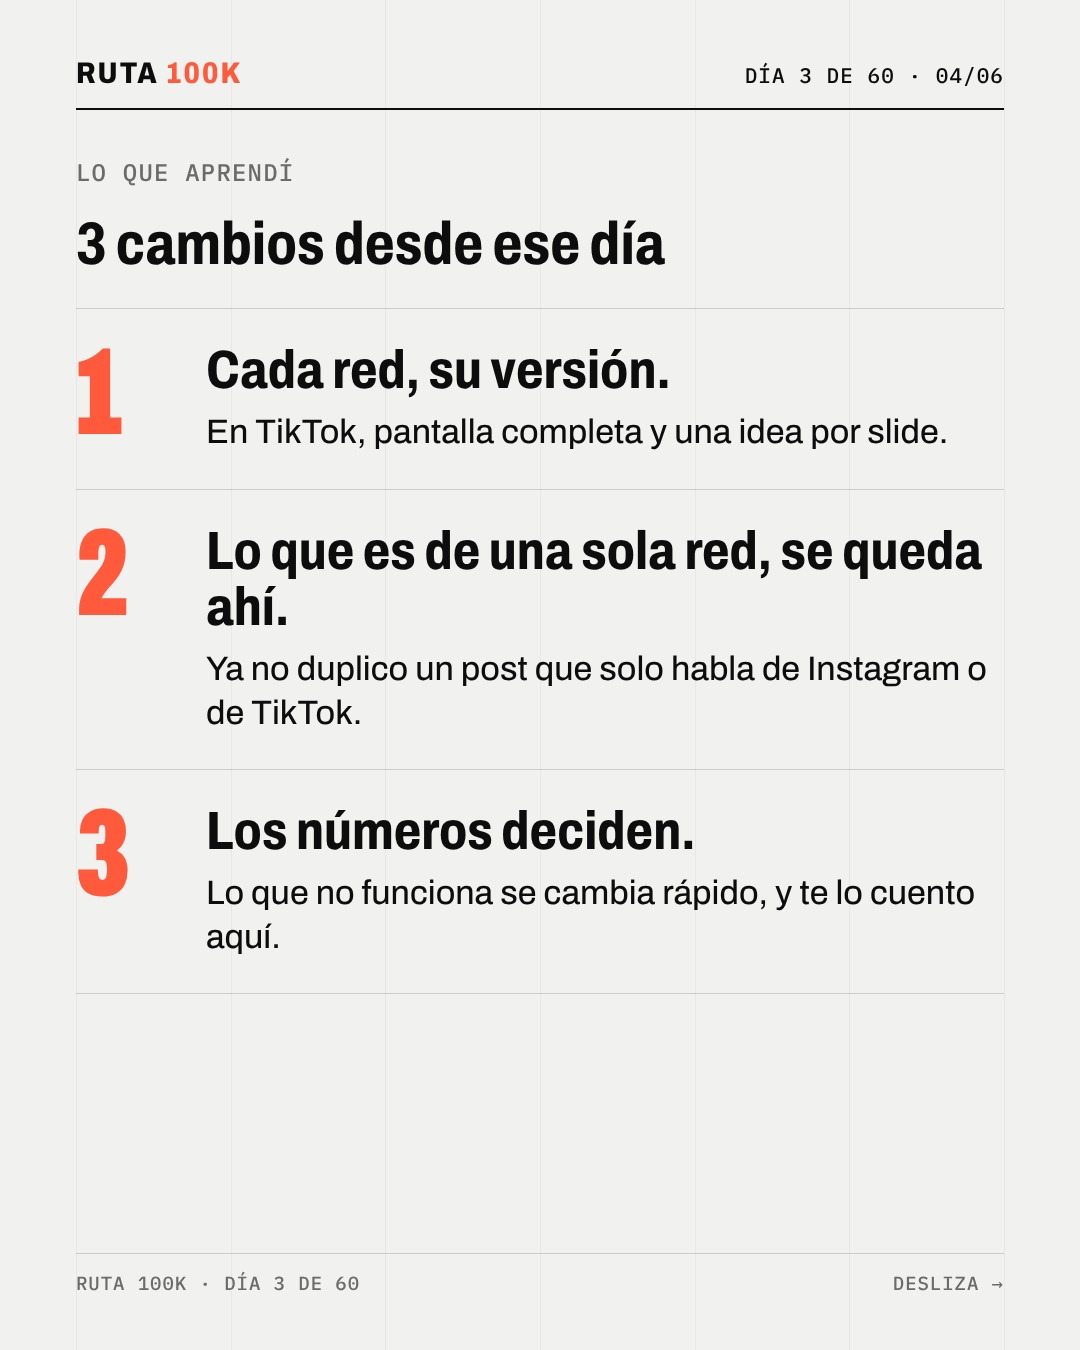 RUTA 100K
DÍA 3 DE 60 · 04/06
LO QUE APRENDÍ
3 cambios desde ese día
1
Cada red, su versión.
En TikTok, pantalla completa y una idea por slide.
2
Lo que es de una sola red, se queda
ahí.
Ya no duplico un post que solo habla de Instagram o
de TikTok.
3
Los números deciden.
Lo que no funciona se cambia rápido, y te lo cuento
aquí.
RUTA 100K · DÍA 3 DE 60
DESLIZA →